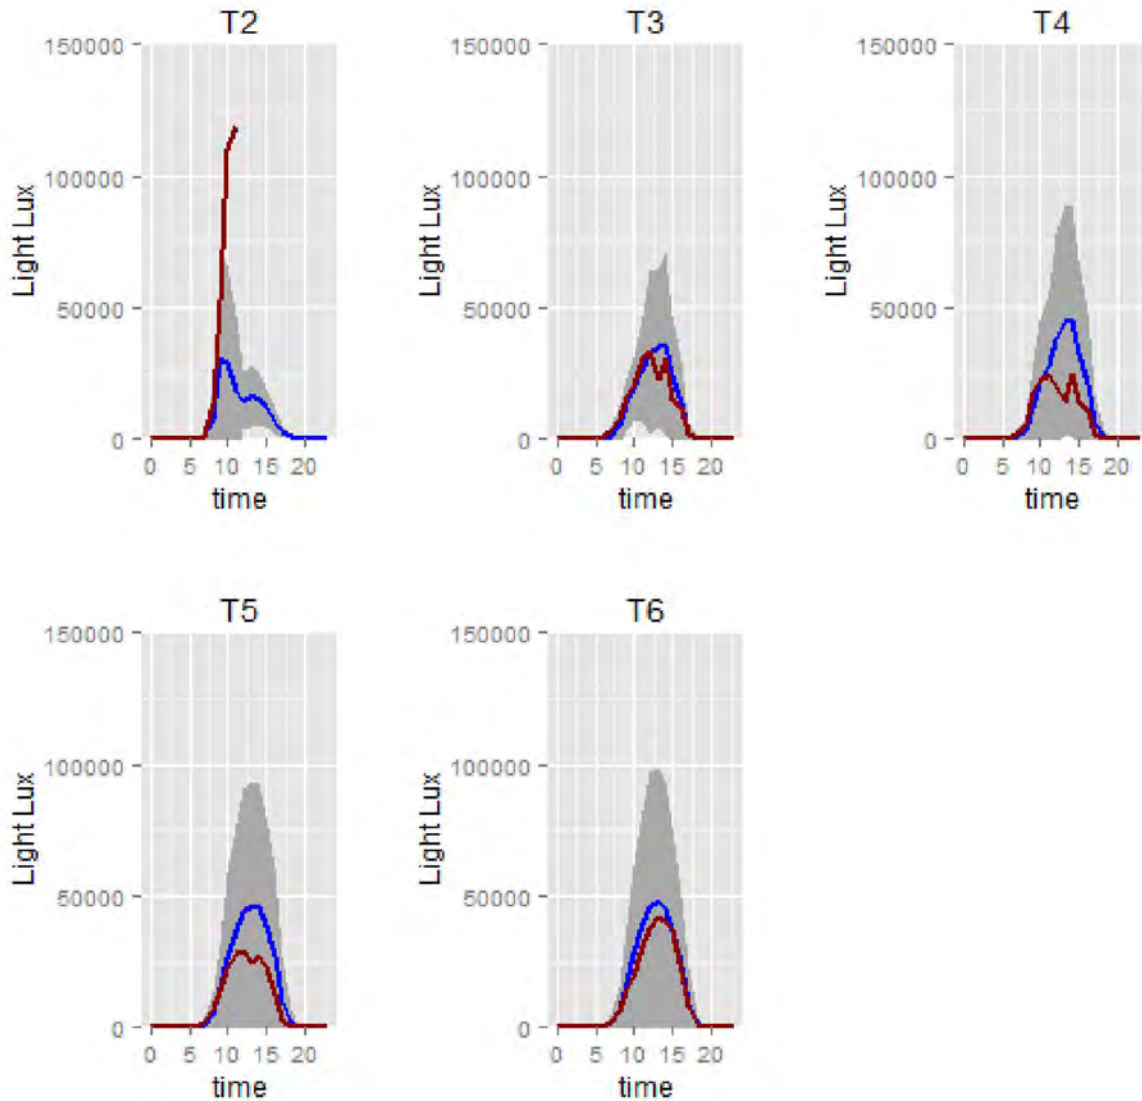 T2 T3 T4
150000 150000 150000
100000 100000 100000
50000 50000 50000
0 0 0
Light Lux Light Lux Light Lux
0 5 10 15 20 0 5 10 15 20 0 5 10 15 20
time time time
T5 T6
150000 150000
100000 100000
50000 50000
0 0
Light Lux Light Lux
0 5 10 15 20 0 5 10 15 20
time time